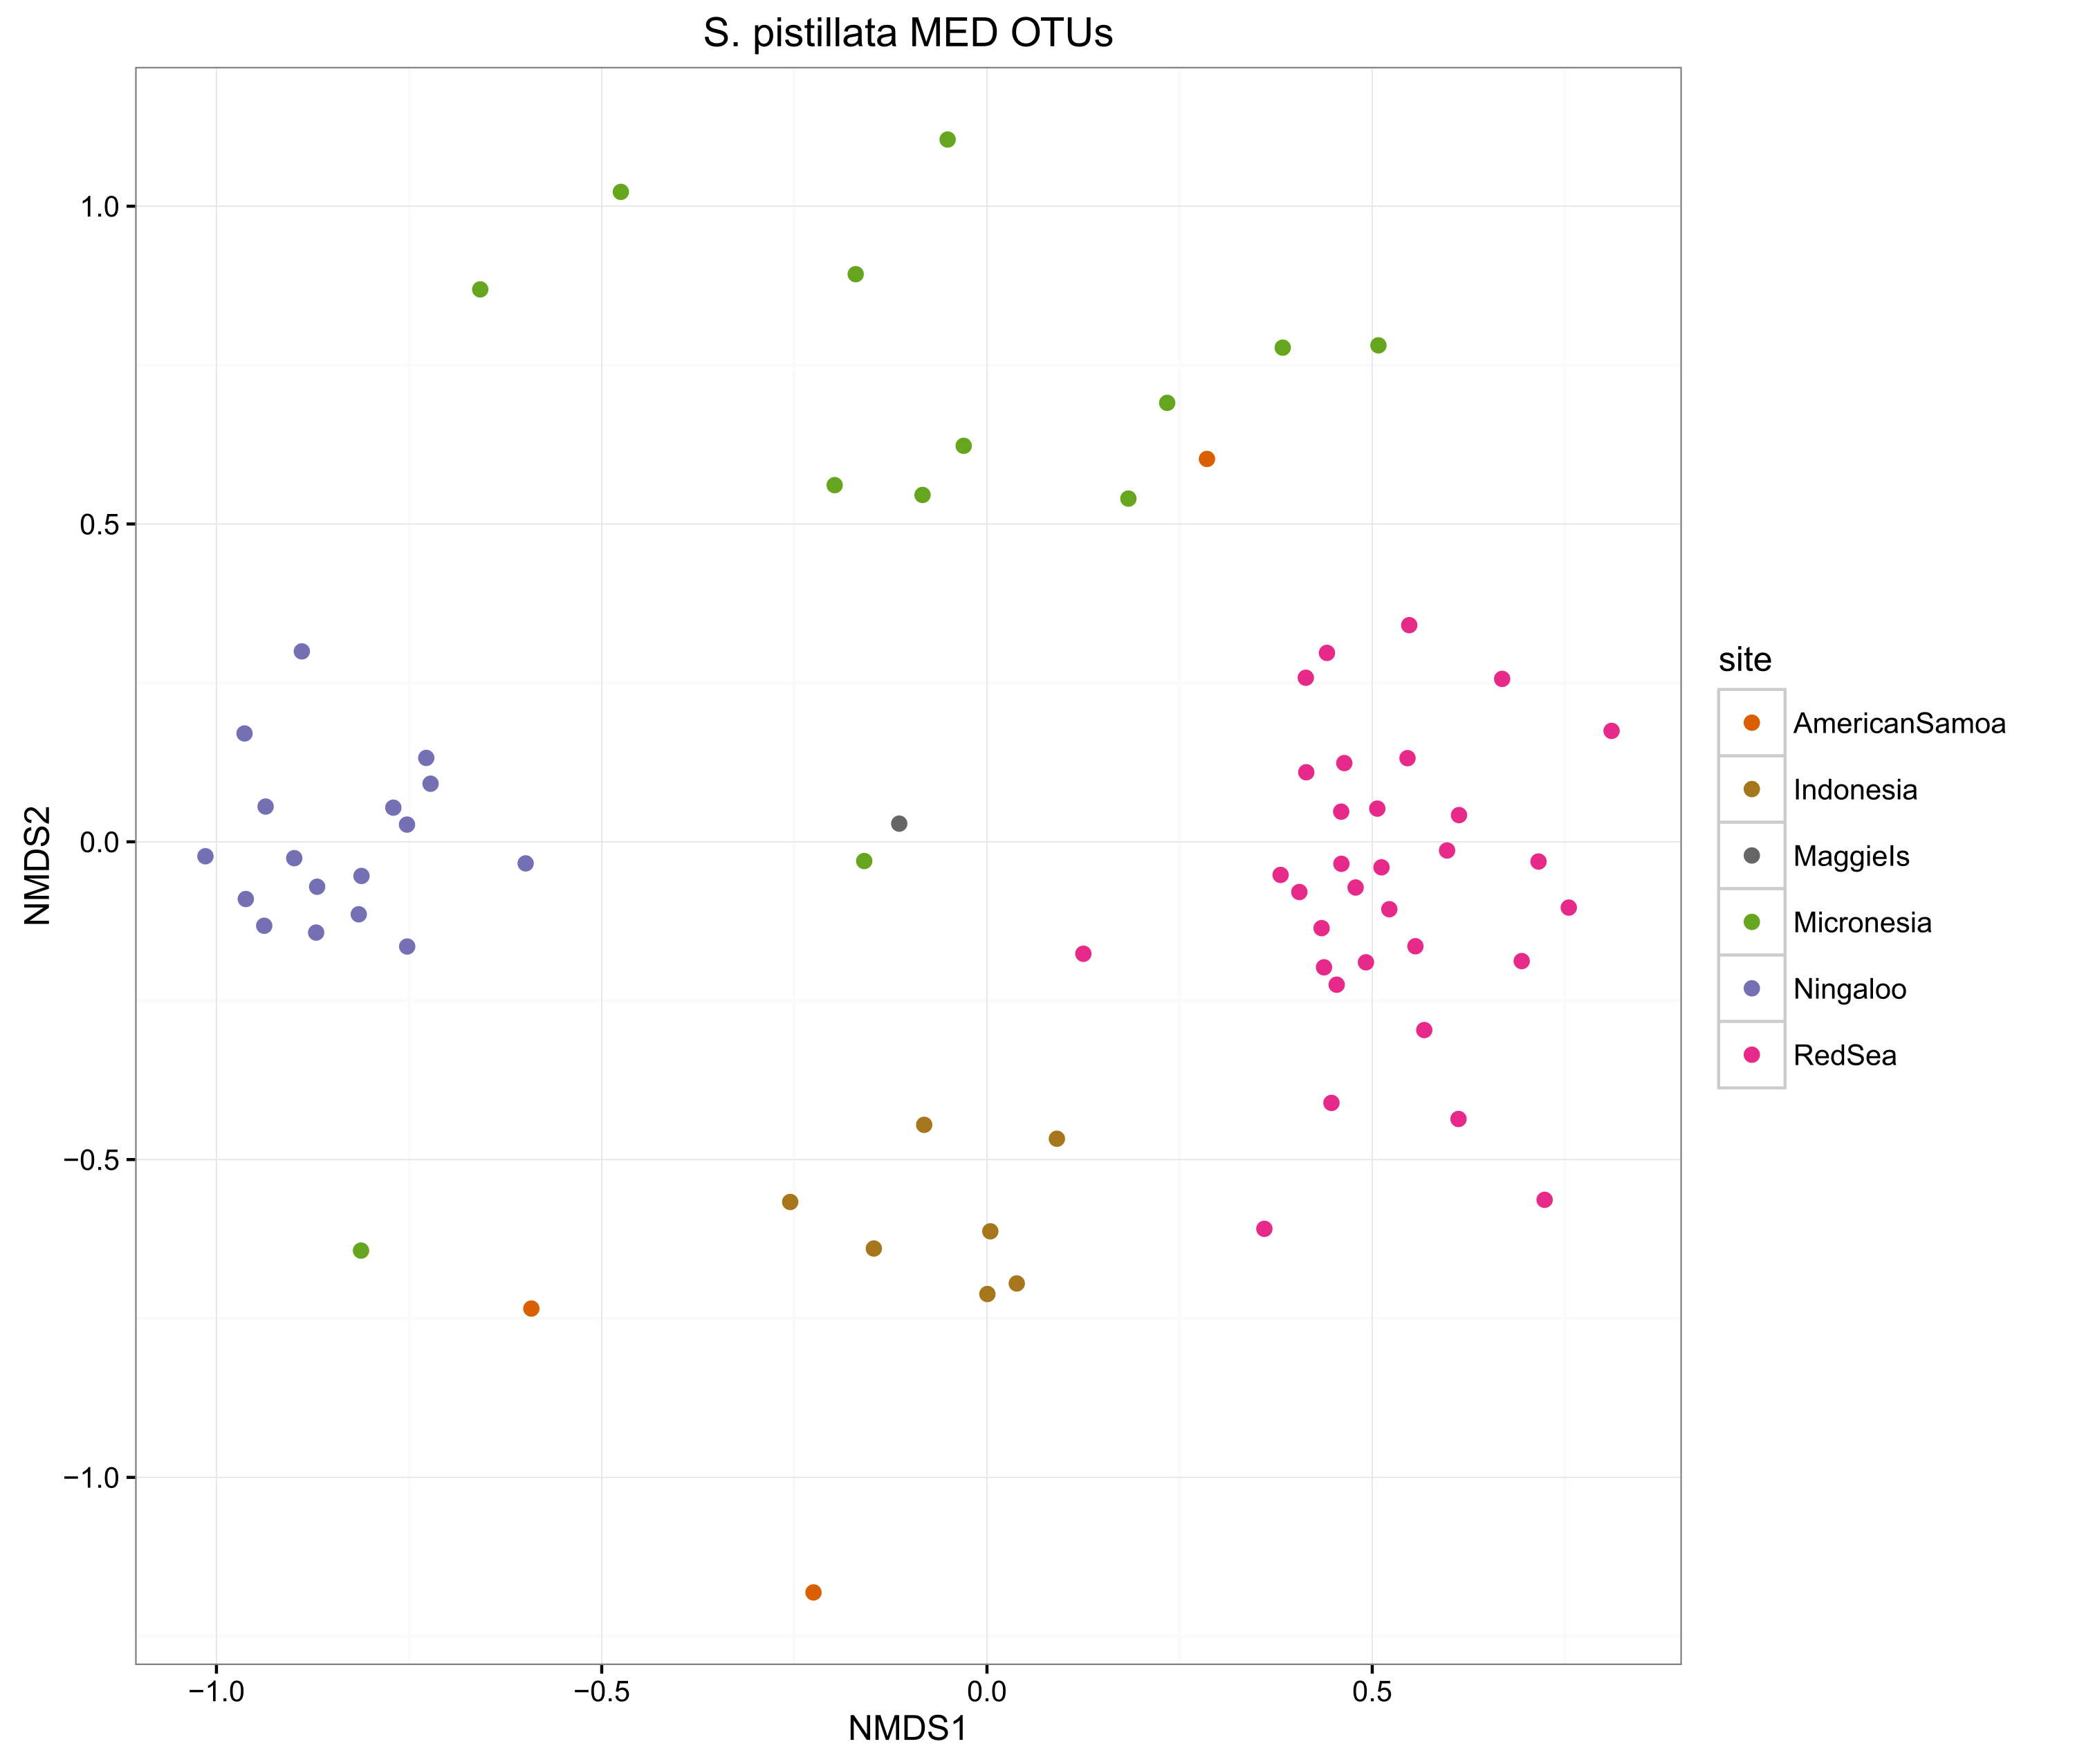 S. pistillata MED OTUs
1.0
0.5
0.0
−0.5
−1.0
NMDS2
−1.0
−0.5
0.0
0.5
NMDS1
site
AmericanSamoa
Indonesia
MaggieIs
Micronesia
Ningaloo
RedSea